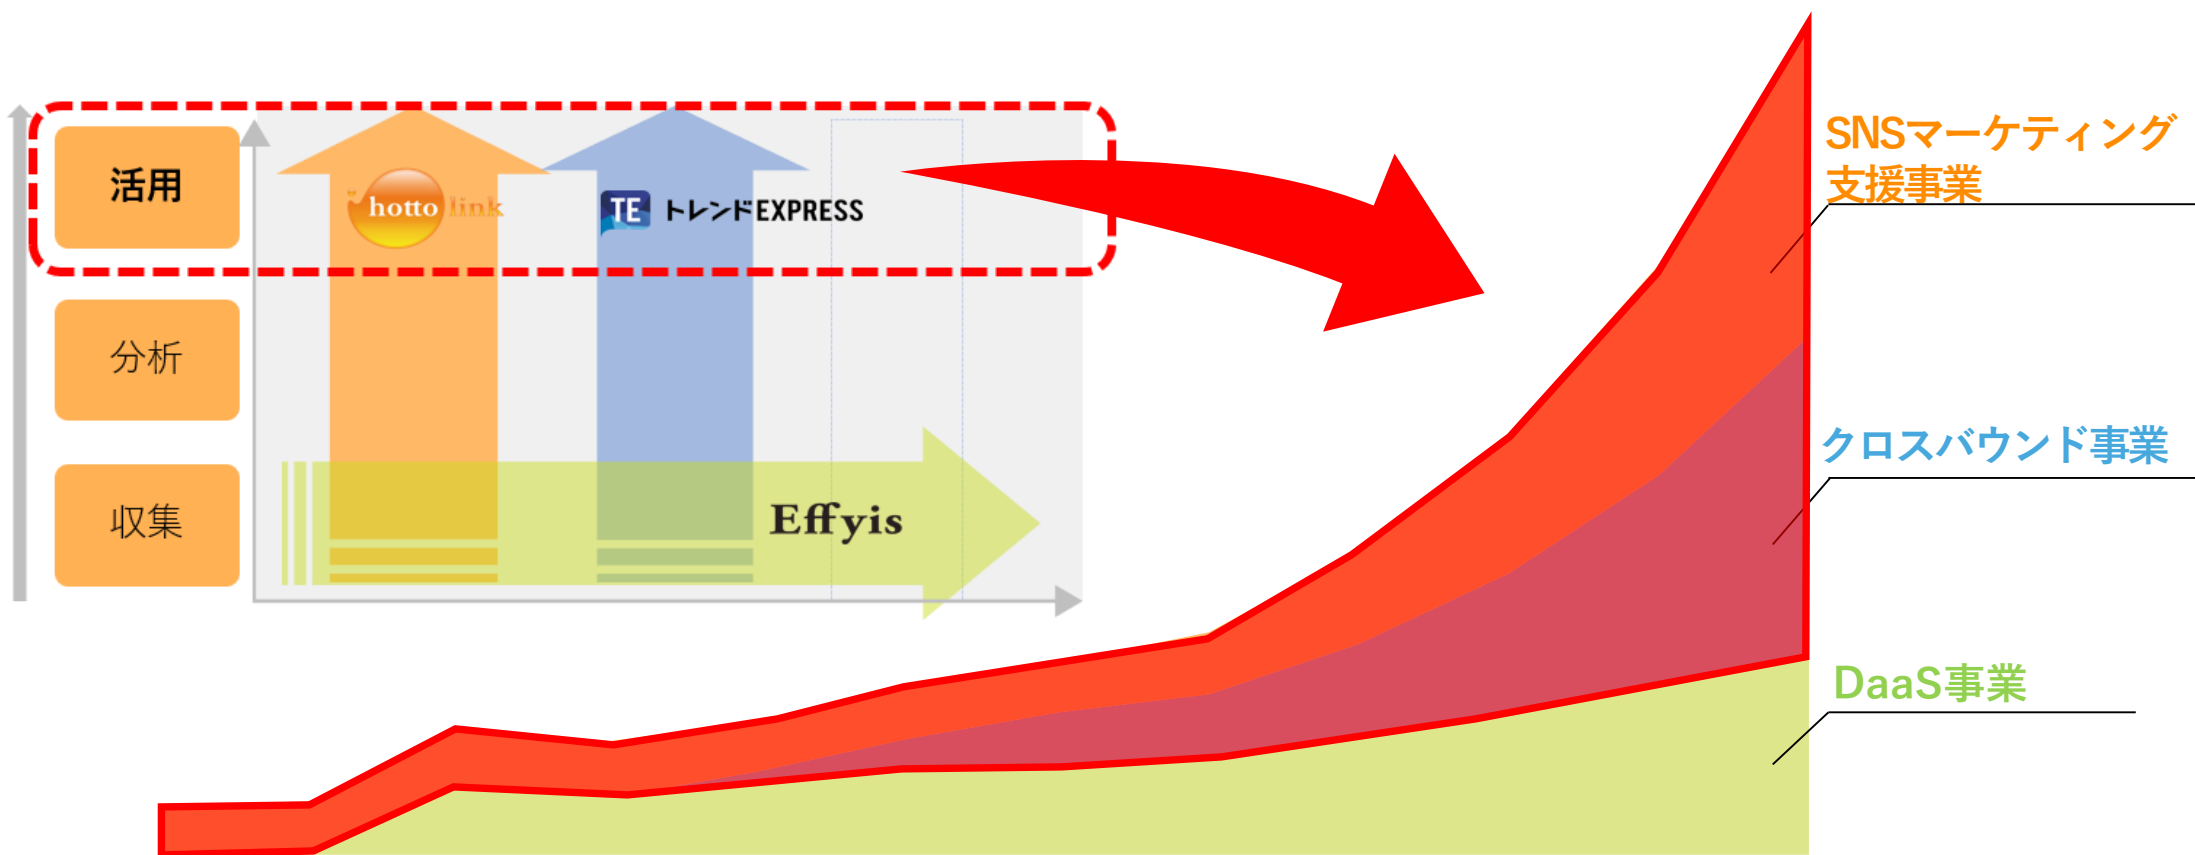 活用
hotto link
TE トレンドEXPRESS
分析
収集
Effyis
SNSマーケティング
支援事業
クロスバウンド事業
DaaS事業